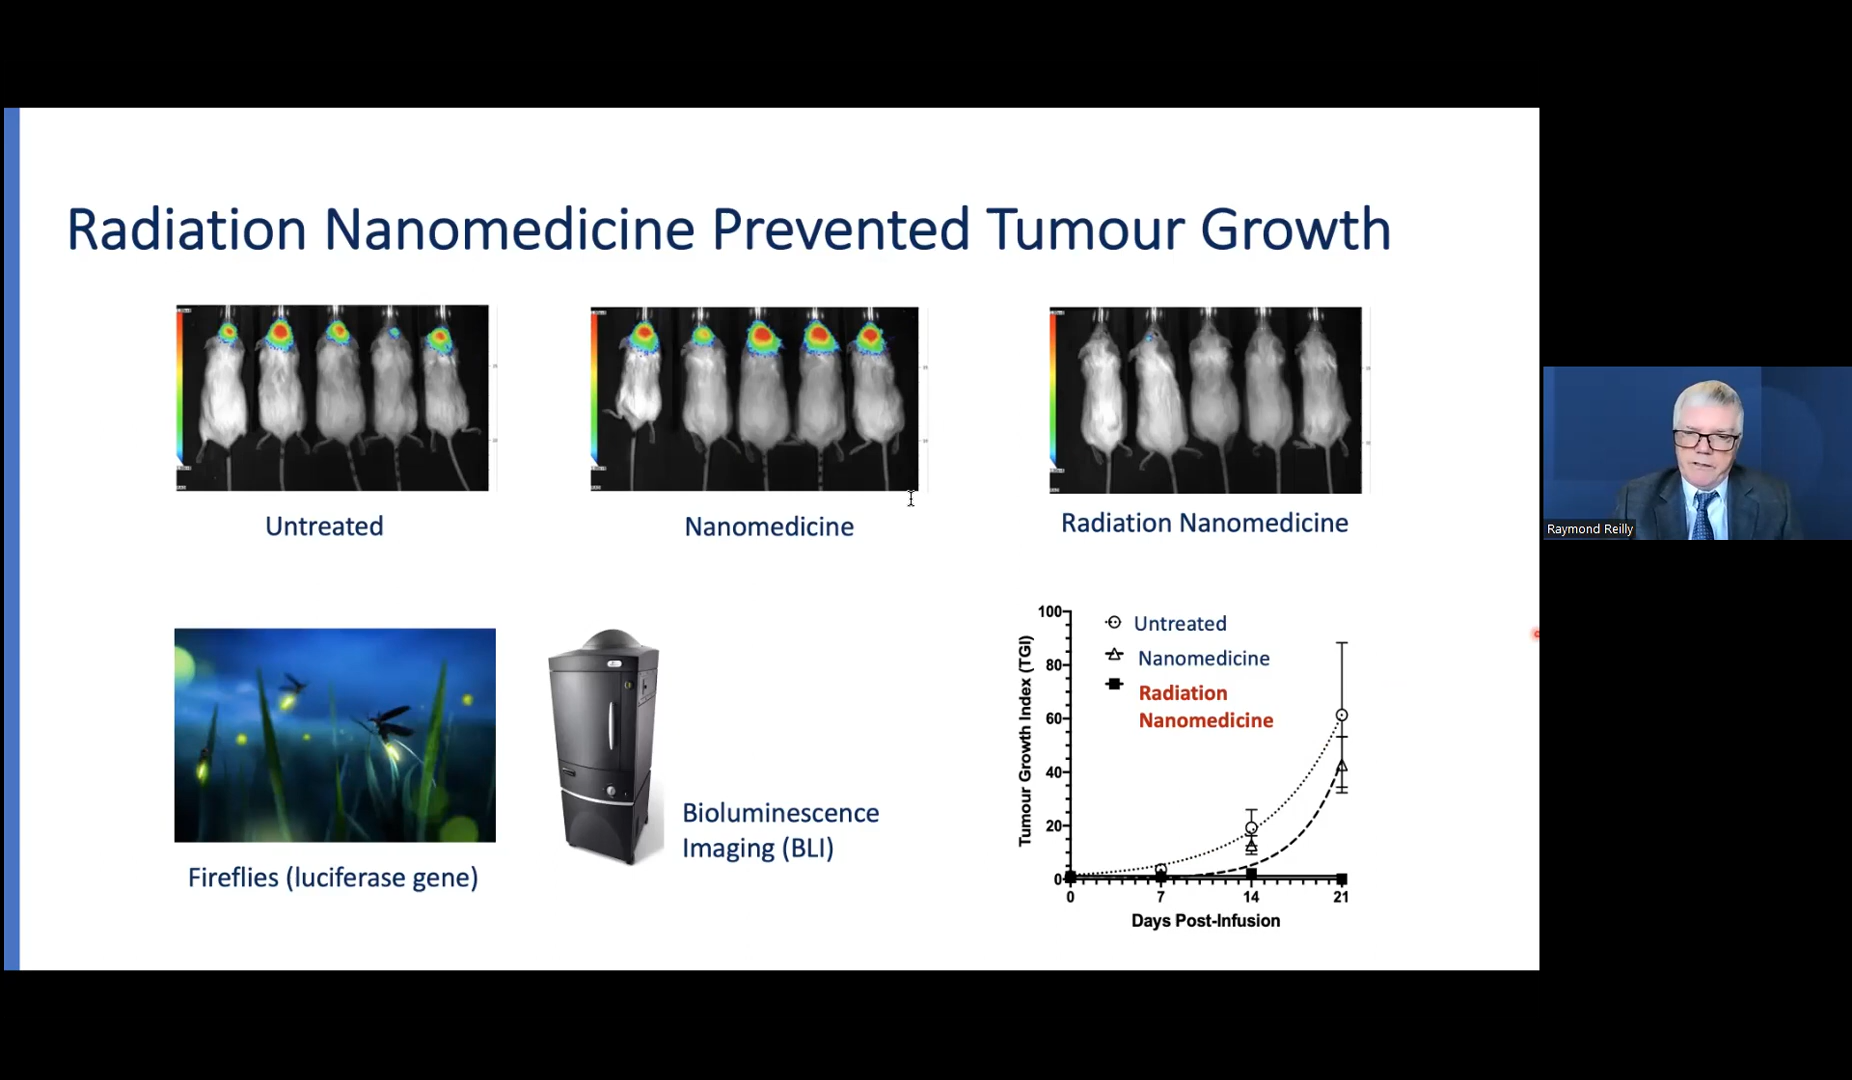 Radiation Nanomedicine Prevented Tumour Growth
Untreated
Nanomedicine
Radiation Nanomedicine
Raymond Reilly
Fireflies (luciferase gene)
Bioluminescence
Imaging (BLI)
Tumour Growth Index (TGI)
100
80
60
40
20
0
Untreated
Nanomedicine
Radiation
Nanomedicine
0 7 14 21
Days Post-Infusion